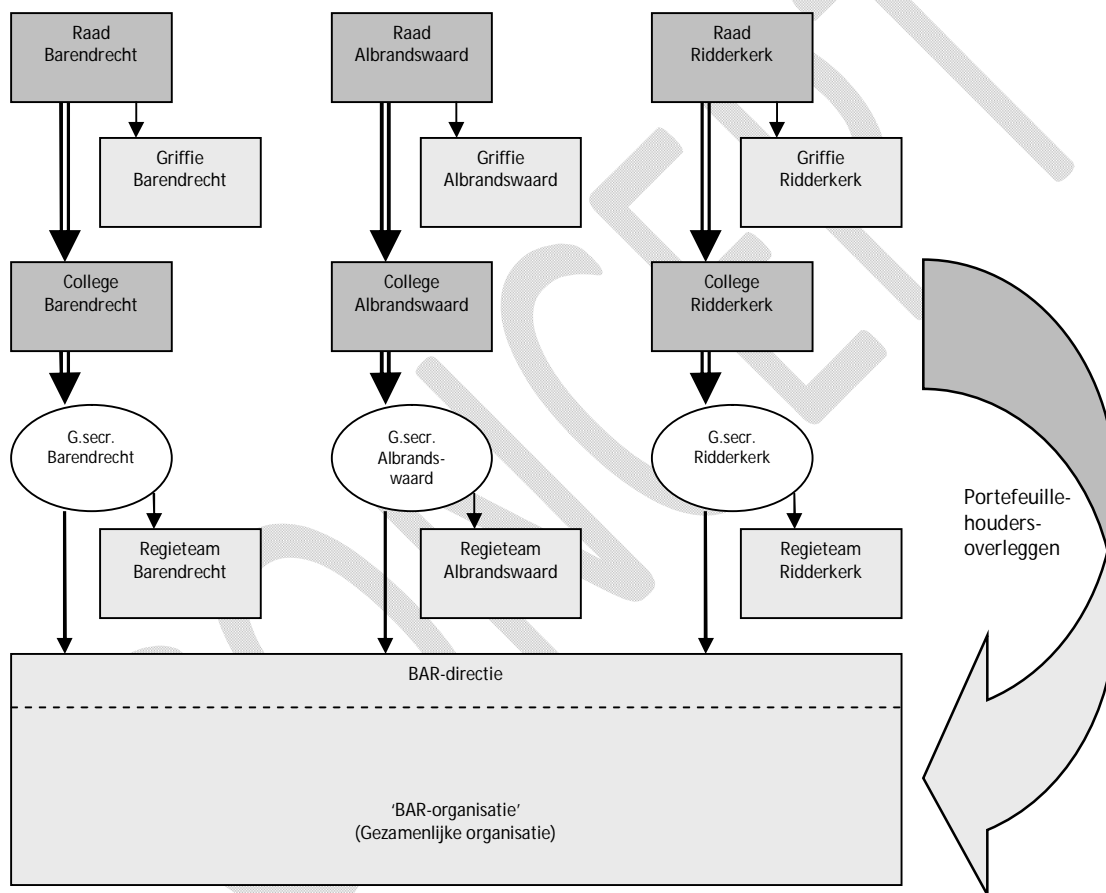 Raad
Barendrecht
Raad
Albrandswaard
Raad
Ridderkerk
Griffie
Barendrecht
Griffie
Albrandswaard
Griffie
Ridderkerk
College
Barendrecht
College
Albrandswaard
College
Ridderkerk
G.secr.
Barendrecht
G.secr.
Albrands-
waard
G.secr.
Ridderkerk
Portefeuille-
houders-
overleggen
Regieteam
Barendrecht
Regieteam
Albrandswaard
Regieteam
Ridderkerk
BAR-directie
'BAR-organisatie'
(Gezamenlijke organisatie)
CONCEPT